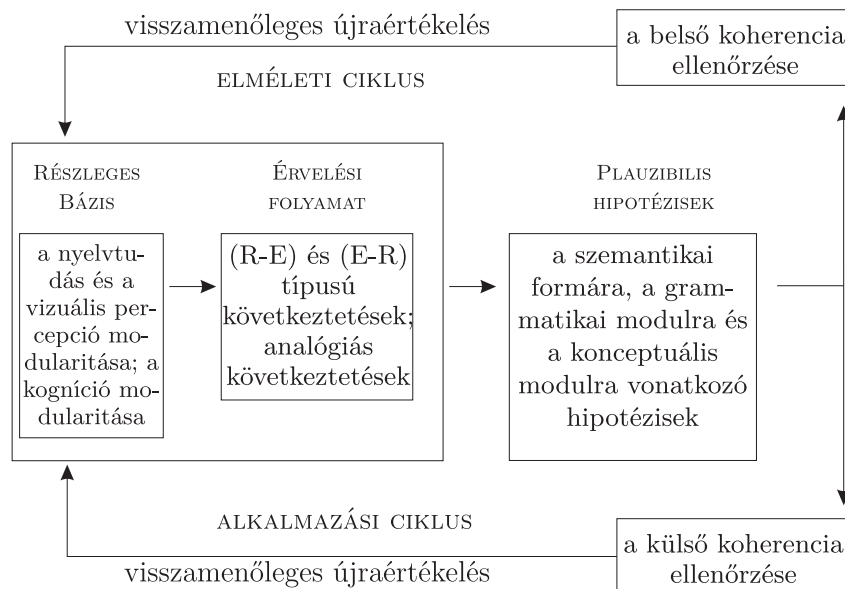 visszamenőleges újraértékelés
a belső koherencia
ellenőrzése
ELMÉLETI CIKLUS
RÉSZLEGES
BÁZIS
ÉRVELÉSI
FOLYAMAT
PLAUZIBILIS
HIPOTÉZISEK
a nyelvtu-
dás és a
vizuális per-
cepció mo-
dularitása; a
kogníció mo-
dularitása
(R-E) és (E-R)
típusú
következtetések;
analógiás
következtetések
a szemantikai
formára, a gram-
matikai modulra és
a konceptuális
modulra vonatkozó
hipotézisek
ALKALMAZÁSI CIKLUS
visszamenőleges újraértékelés
a külső koherencia
ellenőrzése